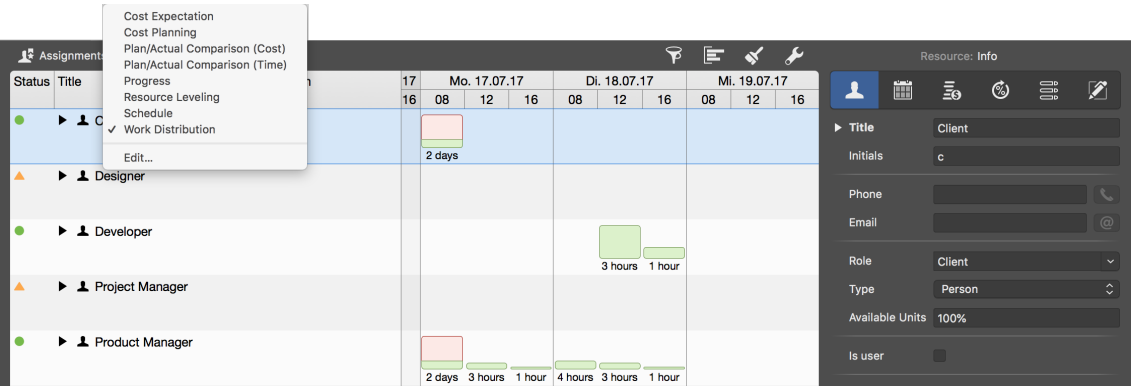 Cost Expectation
Cost Planning
Plan/Actual Comparison (Cost)
Plan/Actual Comparison (Time)
Progress
Resource Leveling
Schedule
✓ Work Distribution
Edit...
Assignments
Resource: Info
Status Title
17 Mo. 17.07.17 Di. 18.07.17 Mi. 19.07.17
16 08 12 16 08 12 16 08 12 16
C
2 days
Designer
Developer
3 hours 1 hour
Project Manager
Product Manager
2 days 3 hours 1 hour 4 hours 3 hours 1 hour
Title Client
Initials c
Phone
Email @
Role Client
Type Person
Available Units 100%
Is user